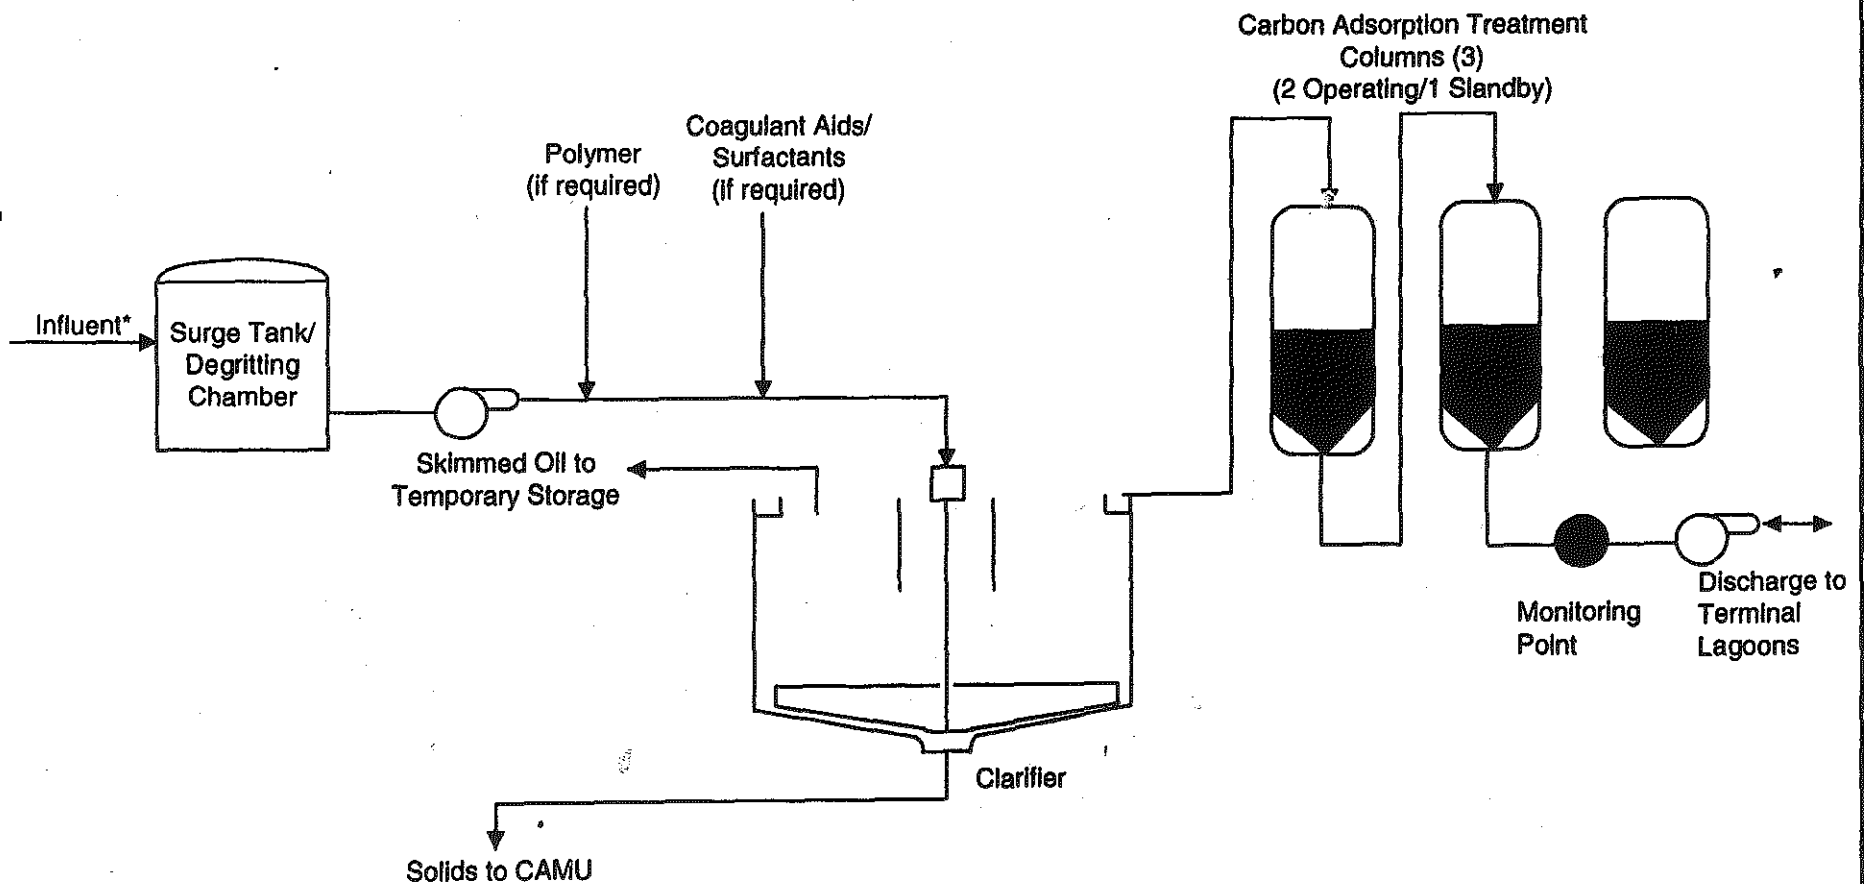 Carbon Adsorption Treatment
Columns (3)
(2 Operating/1 Slandby)
Coagulant Aids/
Surfactants
(if required)
Polymer
(if required)
Influent*
Surge Tank/
Degritting
Chamber
Skimmed Oil to
Temporary Storage
Discharge to
Terminal
Lagoons
Monitoring
Point
Clarifier
Solids to CAMU